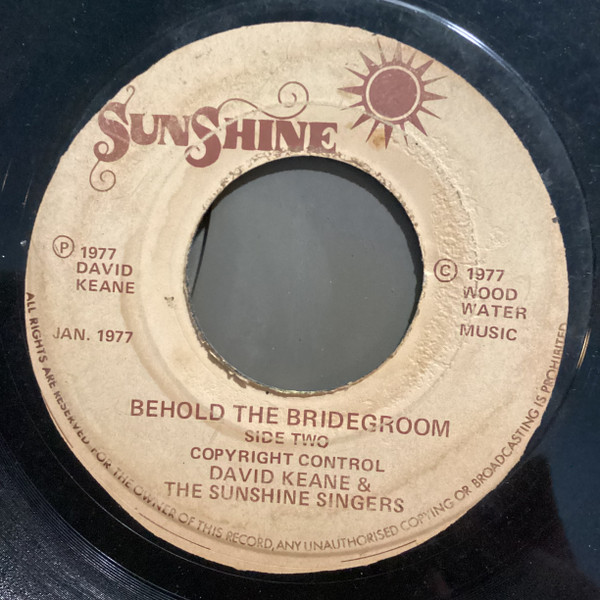 SUNSHINE
Ⓟ 1977
DAVID
KEANE
JAN. 1977
© 1977
WOOD
WATER
MUSIC
BEHOLD THE BRIDEGROOM
SIDE TWO
COPYRIGHT CONTROL
DAVID KEANE &
THE SUNSHINE SINGERS
ALL RIGHTS ARE RESERVED FOR THE OWNER OF THIS RECORD, ANY UNAUTHORISED COPYING OR BROADCASTING IS PROHIBITED